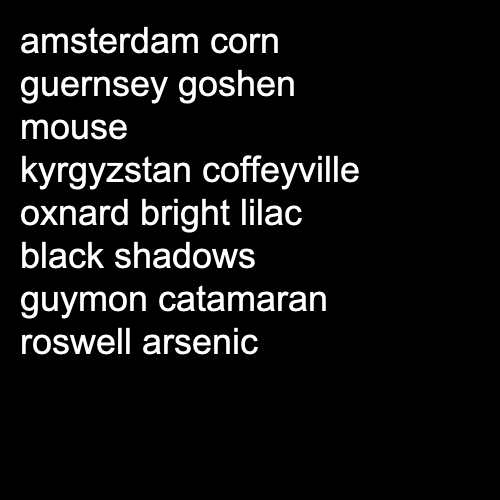 amsterdam corn
guernsey goshen
mouse
kyrgyzstan coffeyville
oxnard bright lilac
black shadows
guymon catamaran
roswell arsenic